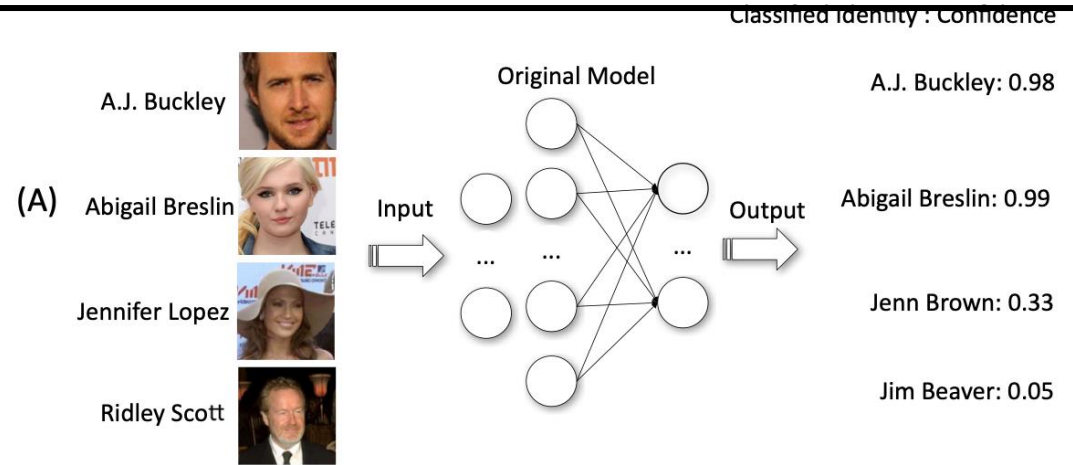 Classified Identity : Confidence
Original Model
A.J. Buckley
A.J. Buckley: 0.98
(A)
Abigail Breslin
TELE
Input
Output
Abigail Breslin: 0.99
...
...
...
Jennifer Lopez
Jenn Brown: 0.33
Ridley Scott
Jim Beaver: 0.05